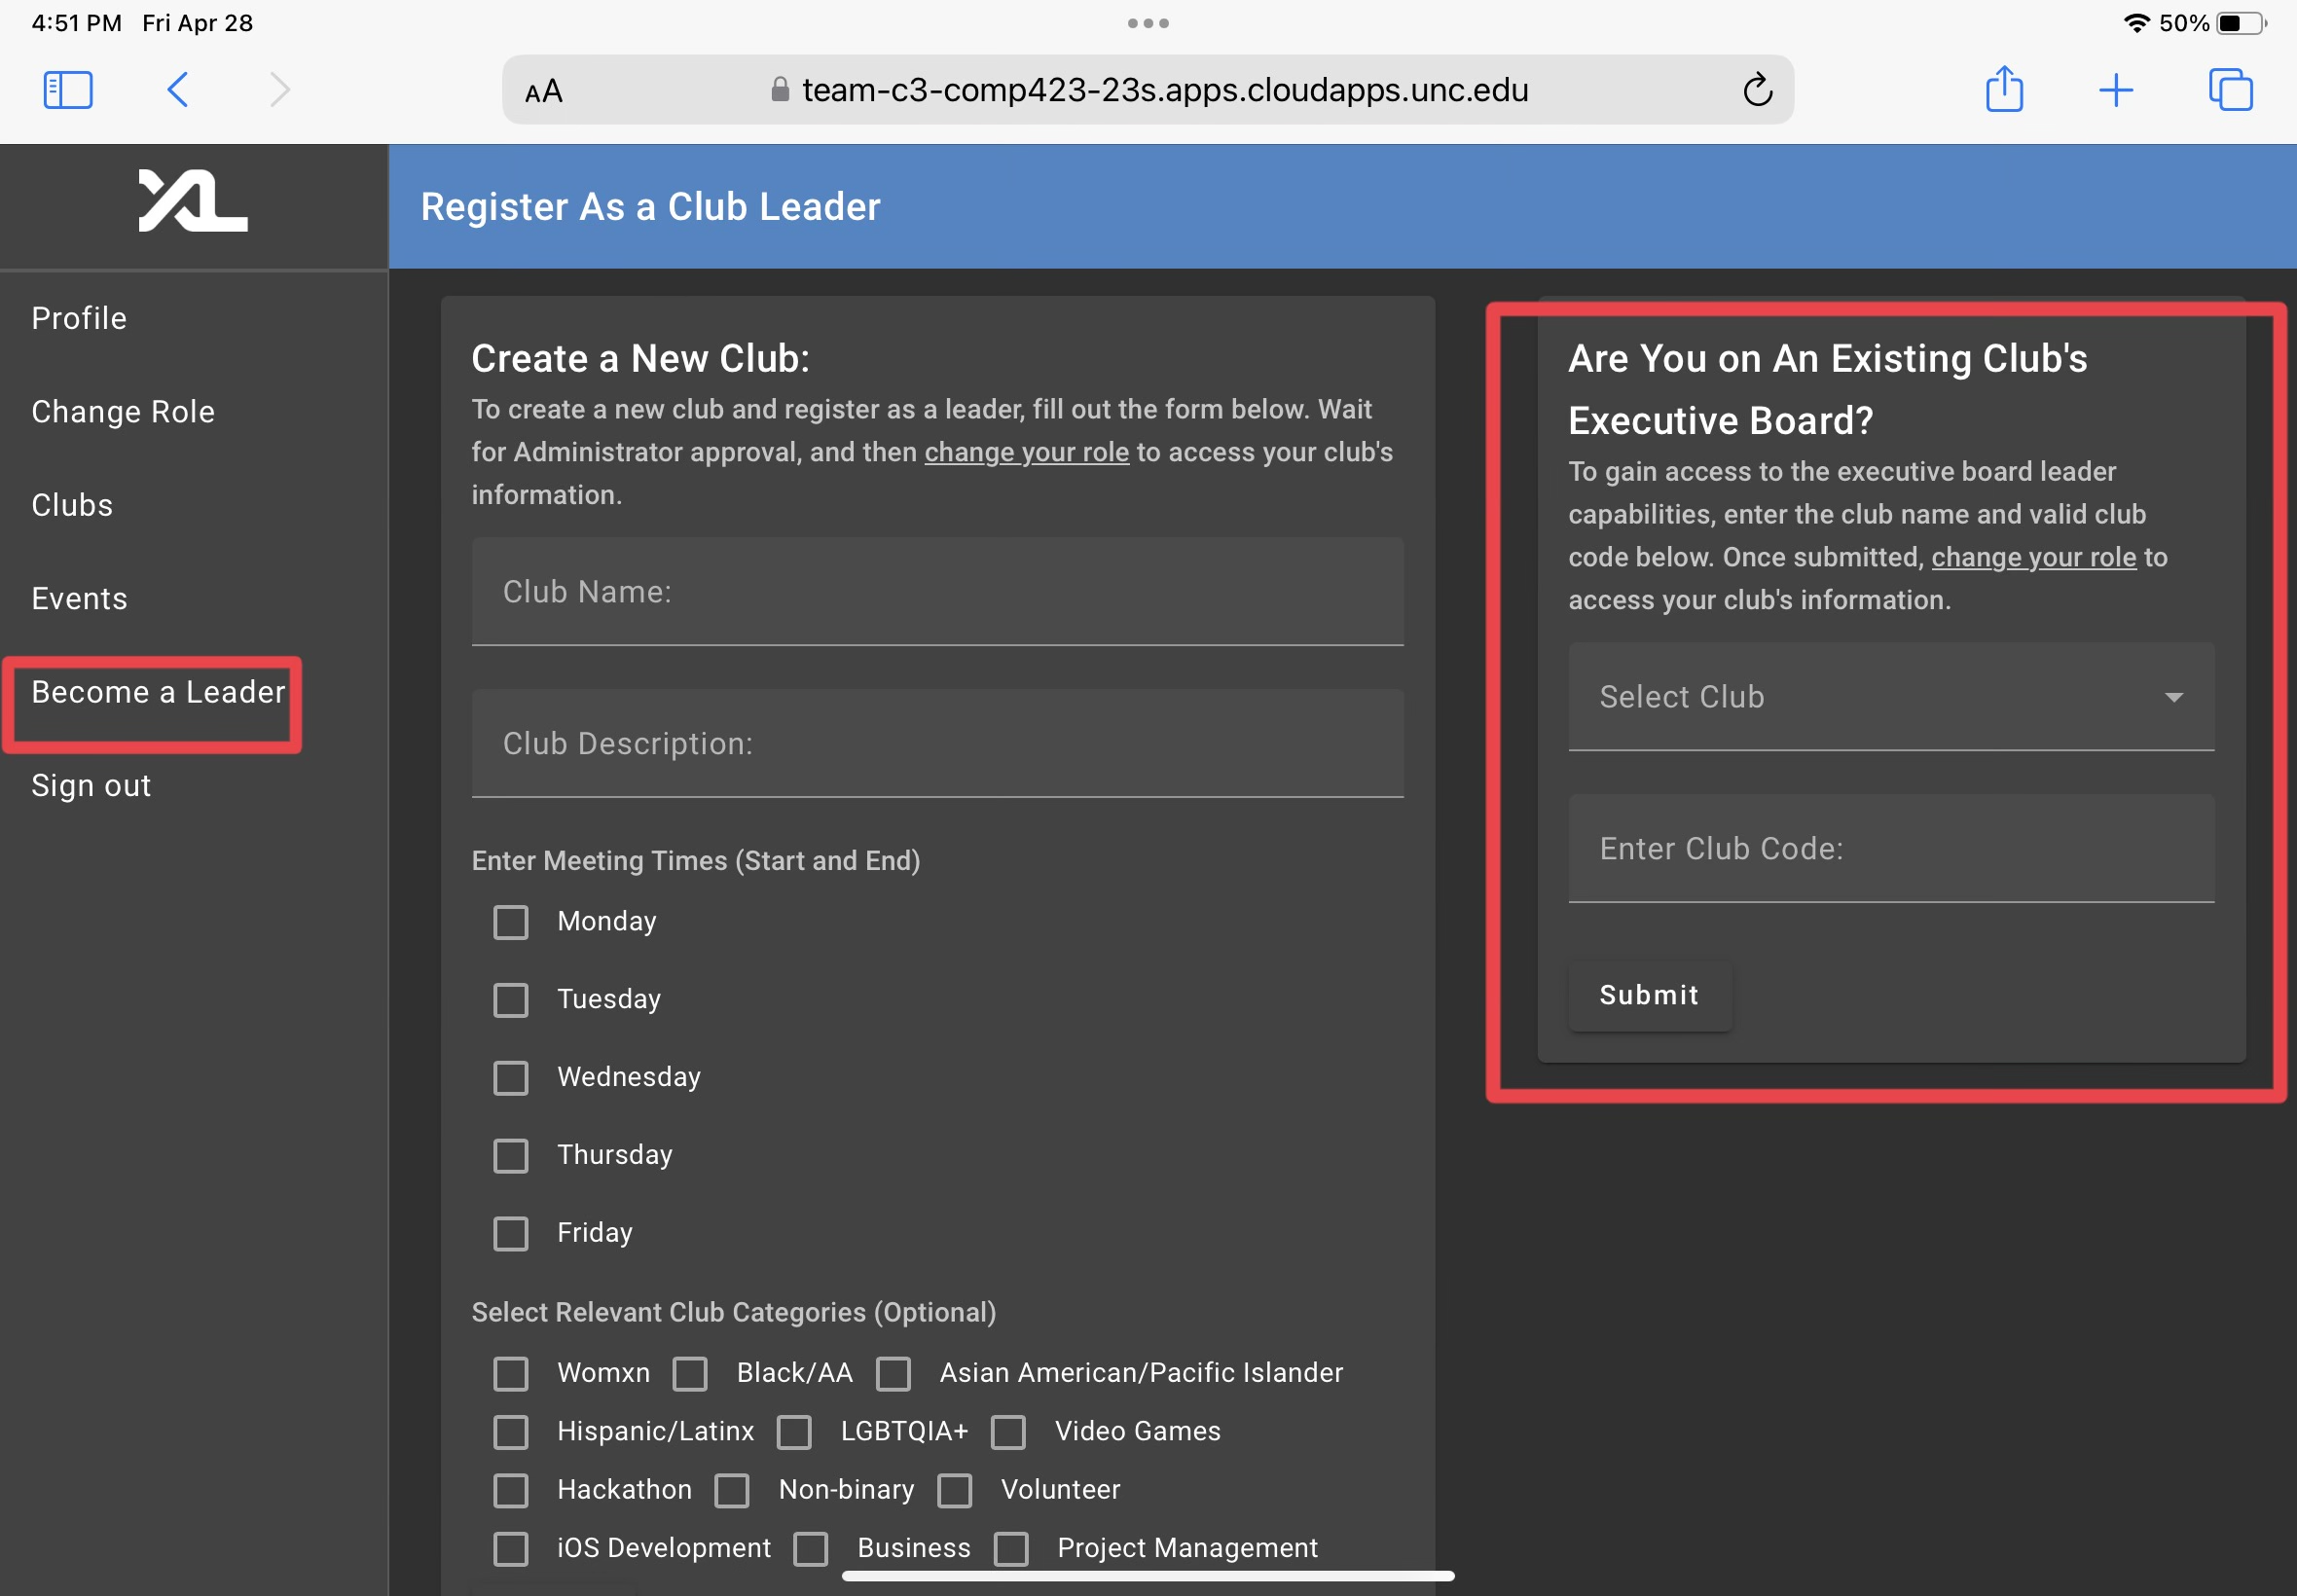 4:51 PM Fri Apr 28
50%
AA team-c3-comp423-23s.apps.cloudapps.unc.edu
XL
Register As a Club Leader
Profile
Change Role
Clubs
Events
Become a Leader
Sign out
Create a New Club:
To create a new club and register as a leader, fill out the form below. Wait
for Administrator approval, and then change your role to access your club's
information.
Club Name:
Club Description:
Enter Meeting Times (Start and End)
Monday
Tuesday
Wednesday
Thursday
Friday
Select Relevant Club Categories (Optional)
Womxn Black/AA Asian American/Pacific Islander
Hispanic/Latinx LGBTQIA+ Video Games
Hackathon Non-binary Volunteer
iOS Development Business Project Management
Are You on An Existing Club's
Executive Board?
To gain access to the executive board leader
capabilities, enter the club name and valid club
code below. Once submitted, change your role to
access your club's information.
Select Club
Enter Club Code:
Submit